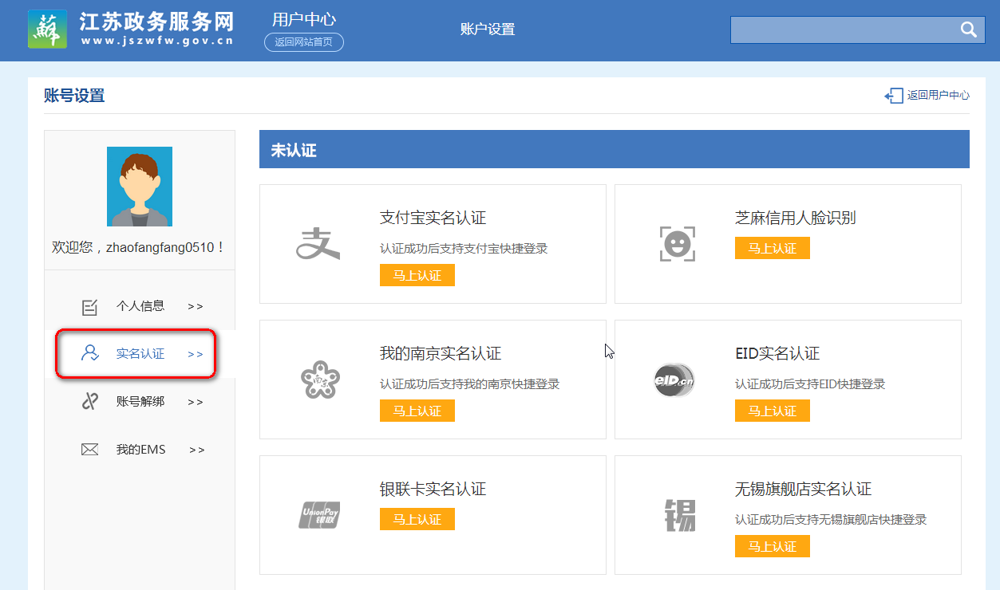 江苏政务服务网
www.jszwfw.gov.cn
用户中心
返回网站首页
账户设置
账号设置
返回用户中心
欢迎您，zhaofangfang0510！
个人信息 >>
实名认证 >>
账号解绑 >>
我的EMS >>
未认证
支付宝实名认证
认证成功后支持支付宝快捷登录
马上认证
芝麻信用人脸识别
马上认证
南京
我的南京实名认证
认证成功后支持我的南京快捷登录
马上认证
eID.cn
EID实名认证
认证成功后支持EID快捷登录
马上认证
UnionPay
银联
银联卡实名认证
马上认证
锡
无锡旗舰店实名认证
认证成功后支持无锡旗舰店快捷登录
马上认证